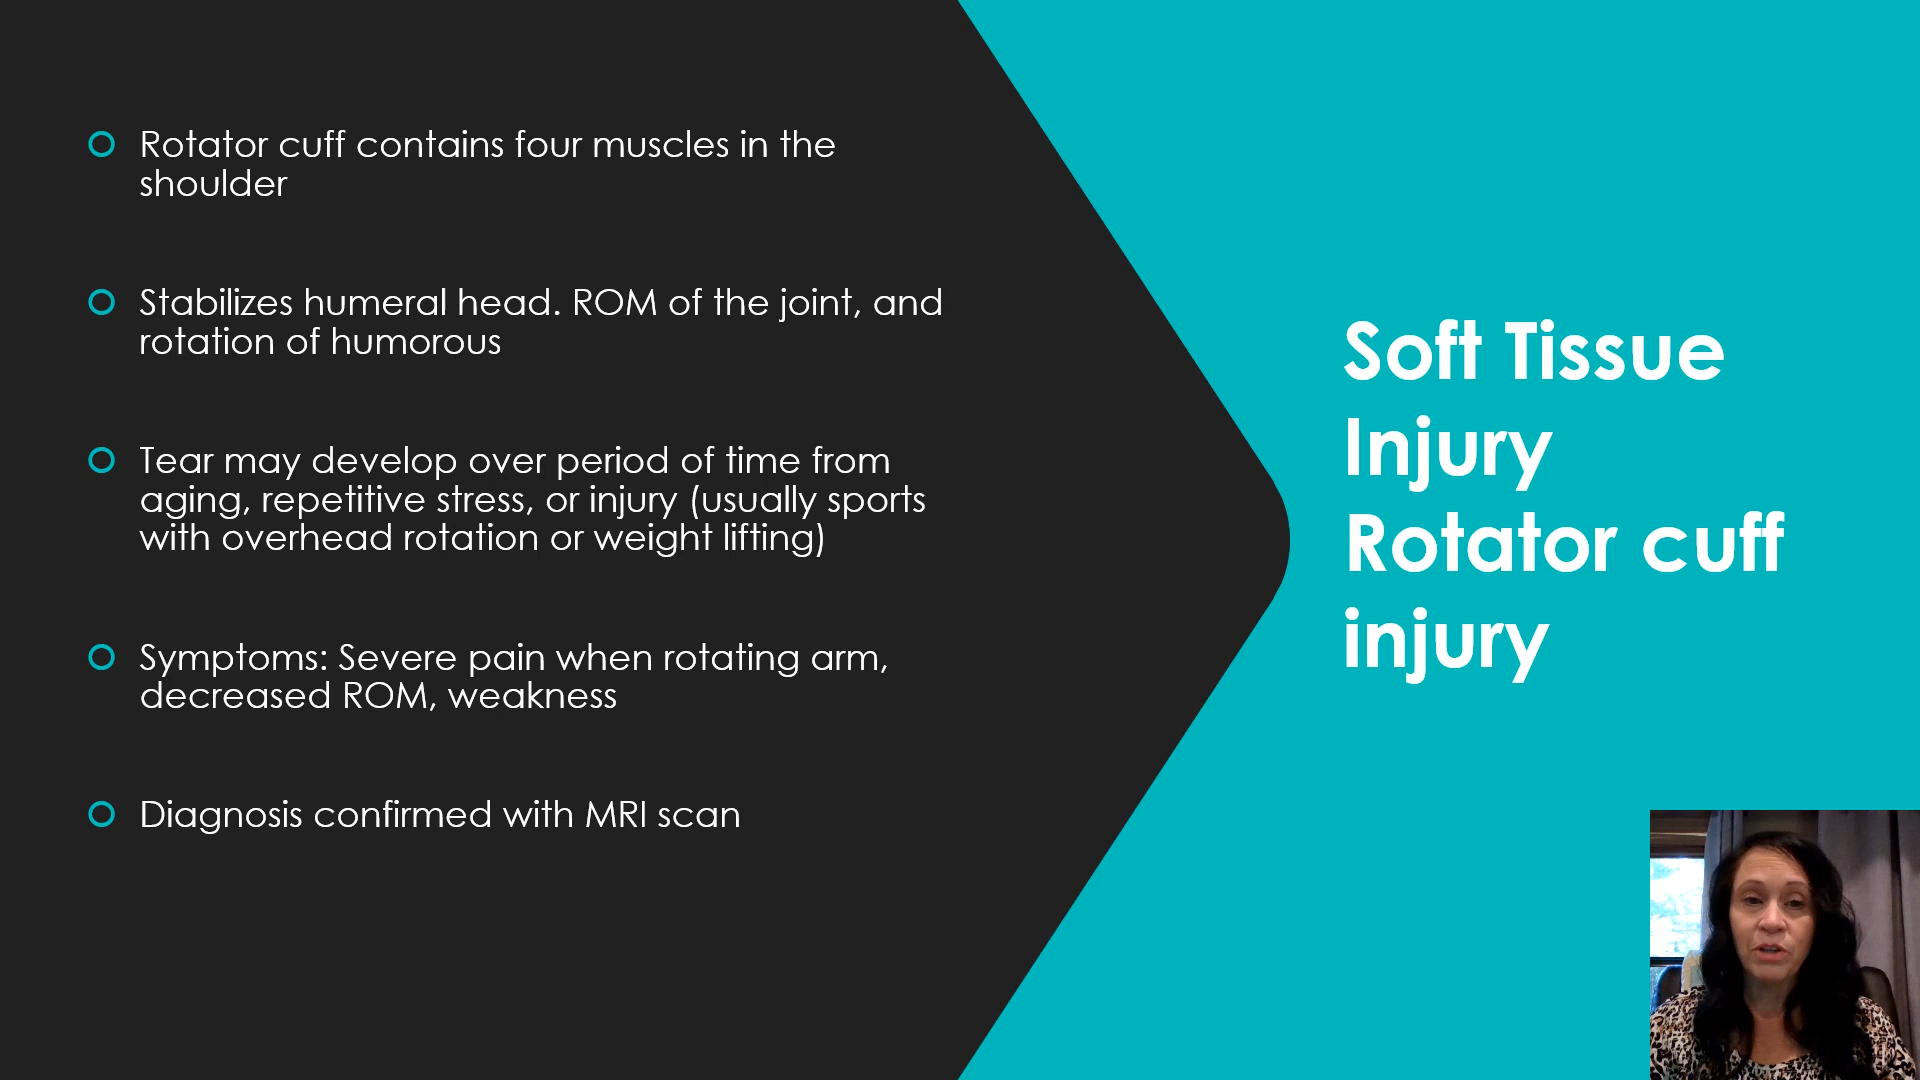 Rotator cuff contains four muscles in the
shoulder
Stabilizes humeral head. ROM of the joint, and
rotation of humorous
Tear may develop over period of time from
aging, repetitive stress, or injury (usually sports
with overhead rotation or weight lifting)
Symptoms: Severe pain when rotating arm,
decreased ROM, weakness
Diagnosis confirmed with MRI scan
Soft Tissue
Injury
Rotator cuff
injury